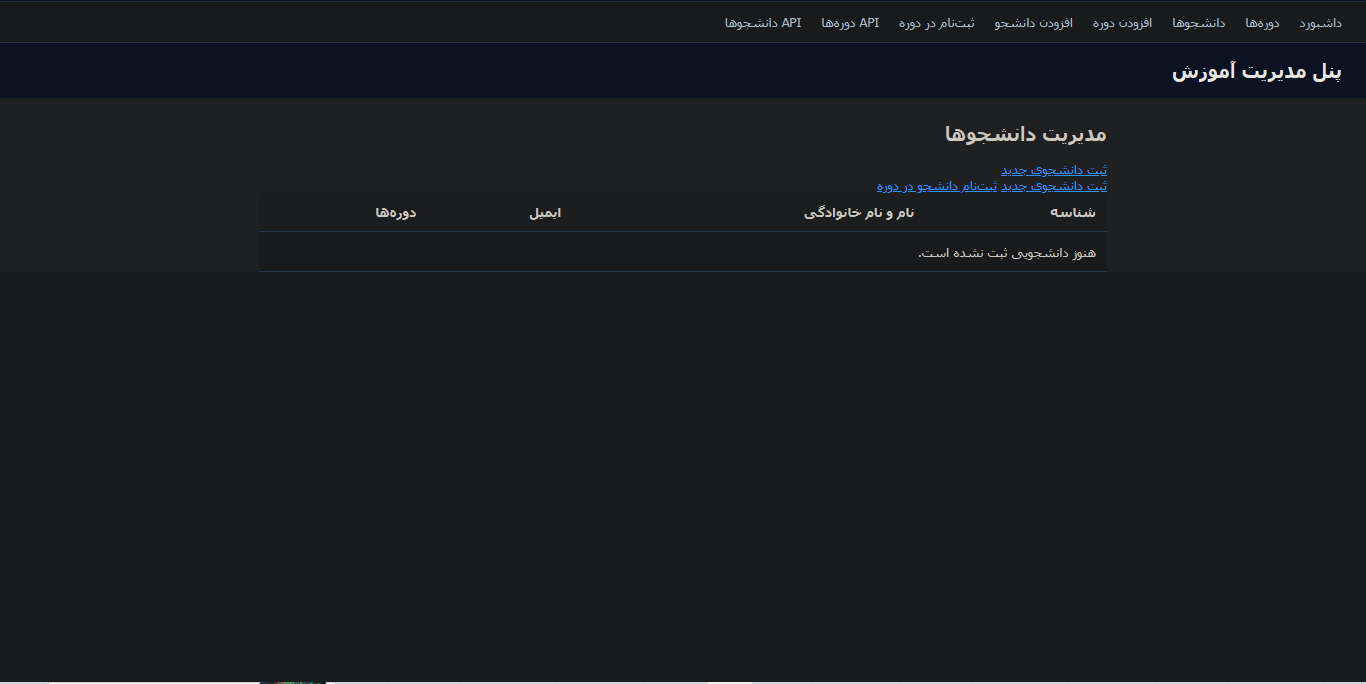 داشبورد دوره‌ها دانشجوها افزودن دوره افزودن دانشجو ثبت‌نام در دوره API دوره‌ها API دانشجوها
پنل مدیریت آموزش
مدیریت دانشجوها
ثبت دانشجوی جدید
ثبت دانشجوی جدید ثبت‌نام دانشجو در دوره
شناسه نام و نام خانوادگی ایمیل دوره‌ها
هنوز دانشجویی ثبت نشده است.